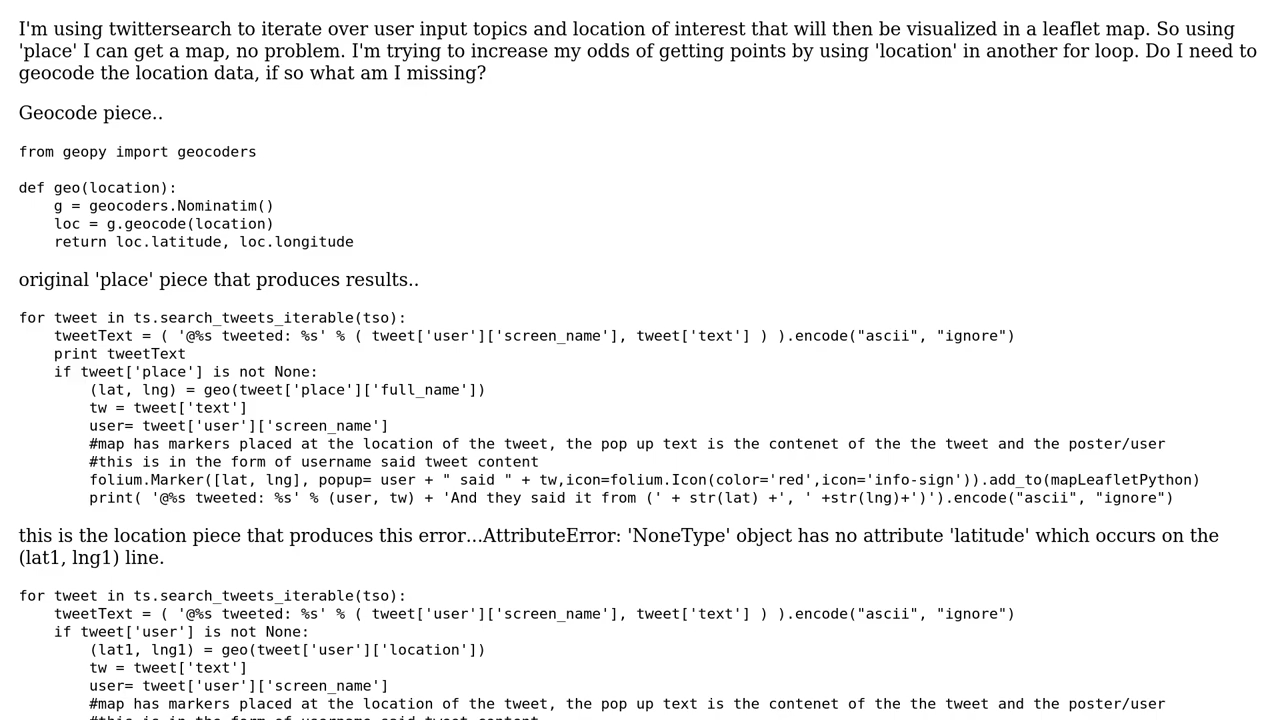 I'm using twittersearch to iterate over user input topics and location of interest that will then be visualized in a leaflet map. So using
'place' I can get a map, no problem. I'm trying to increase my odds of getting points by using 'location' in another for loop. Do I need to
geocode the location data, if so what am I missing?
Geocode piece..
from geopy import geocoders
def geo(location):
    g = geocoders.Nominatim()
    loc = g.geocode(location)
    return loc.latitude, loc.longitude
original 'place' piece that produces results..
for tweet in ts.search_tweets_iterable(tso):
    tweetText = ( '@%s tweeted: %s' % ( tweet['user']['screen_name'], tweet['text'] ) ).encode("ascii", "ignore")
    print tweetText
    if tweet['place'] is not None:
        (lat, lng) = geo(tweet['place']['full_name'])
        tw = tweet['text']
        user= tweet['user']['screen_name']
        #map has markers placed at the location of the tweet, the pop up text is the contenet of the the tweet and the poster/user
        #this is in the form of username said tweet content
        folium.Marker([lat, lng], popup= user + " said " + tw,icon=folium.Icon(color='red',icon='info-sign')).add_to(mapLeafletPython)
        print( '@%s tweeted: %s' % (user, tw) + 'And they said it from (' + str(lat) +', ' +str(lng)+')').encode("ascii", "ignore")
this is the location piece that produces this error...AttributeError: 'NoneType' object has no attribute 'latitude' which occurs on the
(lat1, lng1) line.
for tweet in ts.search_tweets_iterable(tso):
    tweetText = ( '@%s tweeted: %s' % ( tweet['user']['screen_name'], tweet['text'] ) ).encode("ascii", "ignore")
    if tweet['user'] is not None:
        (lat1, lng1) = geo(tweet['user']['location'])
        tw = tweet['text']
        user= tweet['user']['screen_name']
        #map has markers placed at the location of the tweet, the pop up text is the contenet of the the tweet and the poster/user
        #this is in the form of username said tweet content